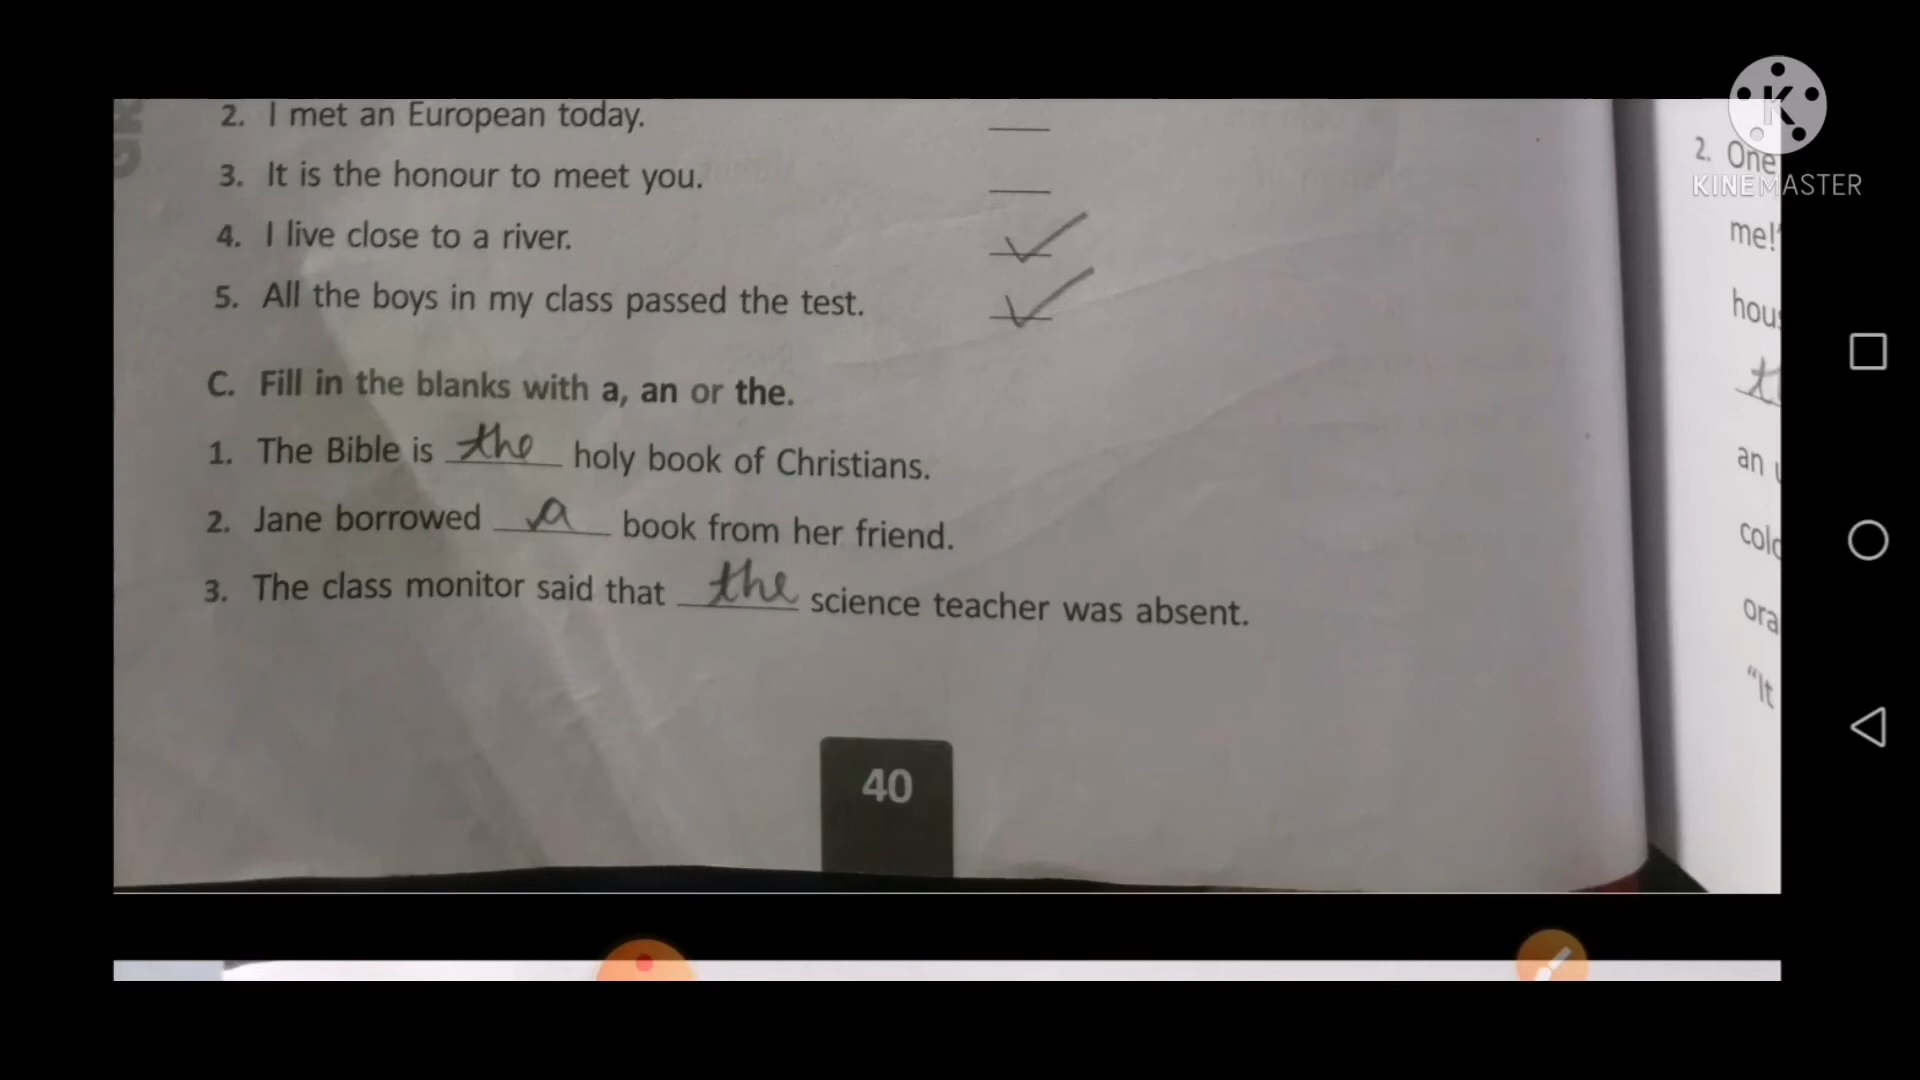 2. I met an European today.
3. It is the honour to meet you.
4. I live close to a river.
5. All the boys in my class passed the test.
C. Fill in the blanks with a, an or the.
1. The Bible is the holy book of Christians.
2. Jane borrowed a book from her friend.
3. The class monitor said that the science teacher was absent.
40
2. One
me!"
an
"It
K
KINEMASTER